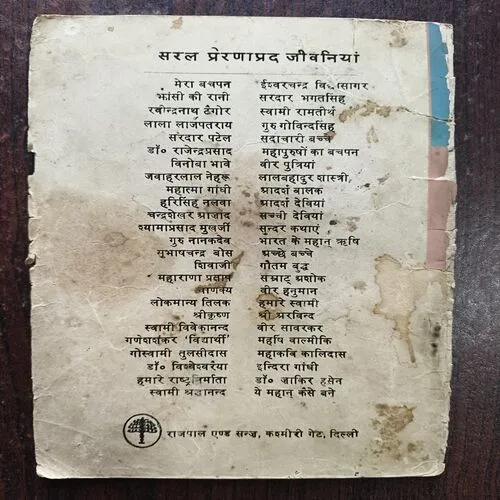 सरल प्रेरणाप्रद जीवनियां
मेरा बचपन ईश्वरचन्द्र विद्यासागर
झांसी की रानी सरदार भगतसिंह
रवीन्द्रनाथ ठैगोर स्वामी रामतीर्थ
लाला लाजपतराय गुरु गोविन्दसिंह
सरदार पटेल सदाचारी बच्चे
डॉ० राजेन्द्रप्रसाद महापुरुषों का बचपन
विनोबा भावे वीर पुत्रियां
जवाहरलाल नेहरू लालबहादुर शास्त्री
महात्मा गांधी आदर्श बालक
हरिसिंह नलवा आदर्श देवियां
चन्द्रशेखर आज़ाद सच्ची देवियां
श्यामाप्रसाद मुखर्जी सुन्दर कथाएं
गुरु नानकदेव भारत के महान् ऋषि
सुभाषचन्द्र बोस अच्छे बच्चे
शिवाजी गौतम बुद्ध
महाराणा प्रताप सम्राट् अशोक
चाणक्य वीर हनुमान
लोकमान्य तिलक हमारे स्वामी
श्रीकृष्ण श्री अरविन्द
स्वामी विवेकानन्द वीर सावरकर
गणेशशंकर 'विद्यार्थी' महर्षि वाल्मीकि
गोस्वामी तुलसीदास महाकवि कालिदास
डॉ० विश्वेश्वरैया इन्दिरा गांधी
हमारे राष्ट्रनिर्माता डॉ० ज़ाकिर हुसेन
स्वामी श्रद्धानन्द ये महान् कैसे बने
राजपाल एण्ड सन्ज़, कश्मीरी गेट, दिल्ली